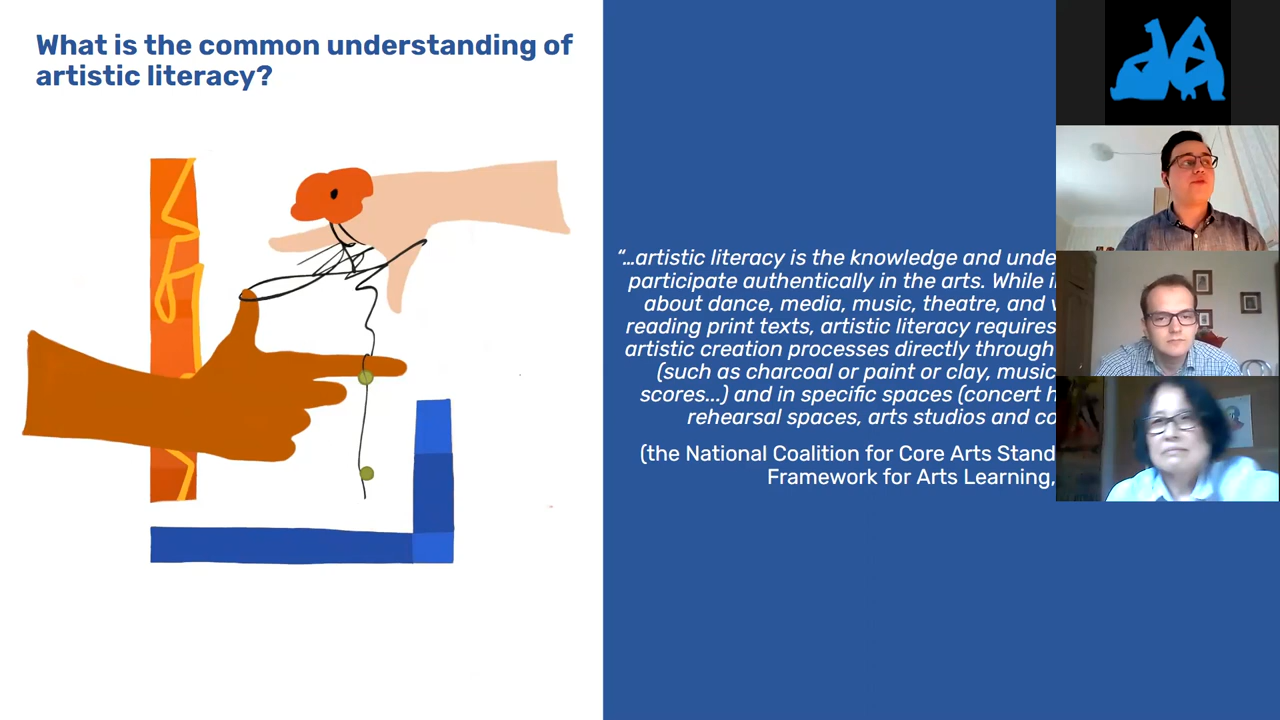 What is the common understanding of
artistic literacy?
“…artistic literacy is the knowledge and
participate authentically in the arts. While
about dance, media, music, theatre, and
reading print texts, artistic literacy requires
artistic creation processes directly through
(such as charcoal or paint or clay, music
scores...) and in specific spaces (concert
rehearsal spaces, arts studios and
(the National Coalition for Core Arts
Framework for Arts Learning,